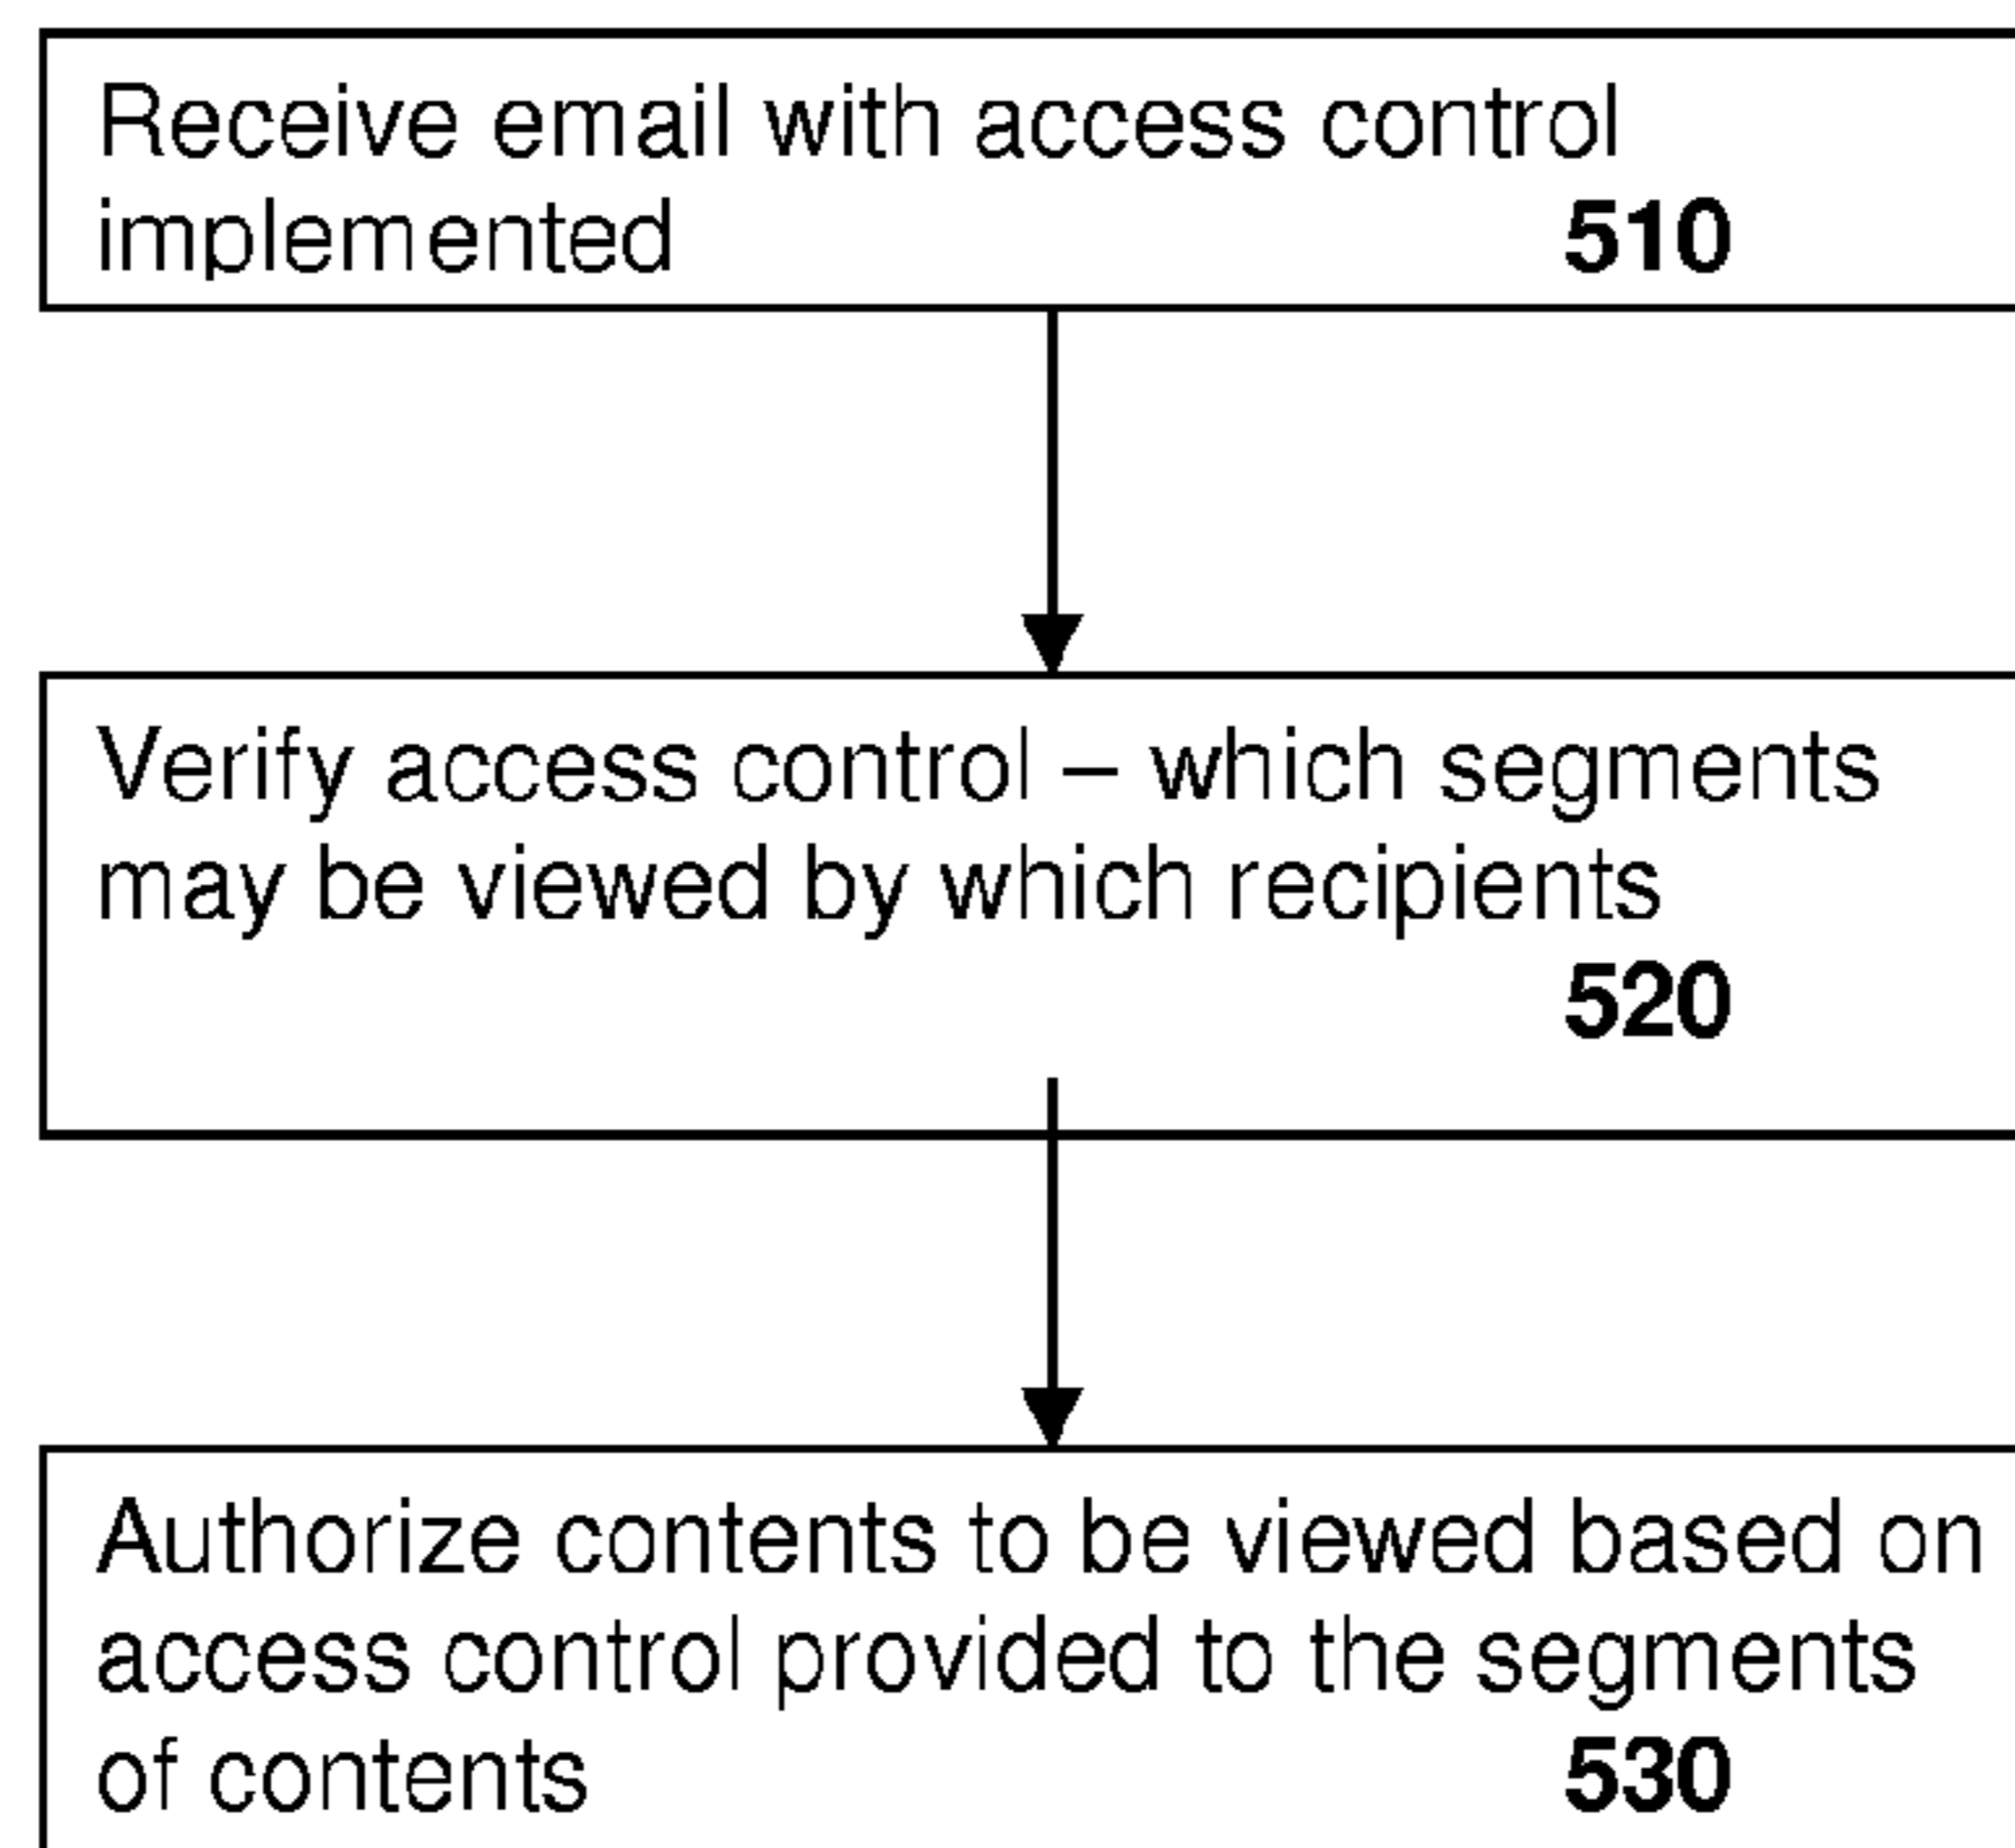 Receive email with access control
implemented 510
Verify access control – which segments
may be viewed by which recipients
520
Authorize contents to be viewed based on
access control provided to the segments
of contents 530